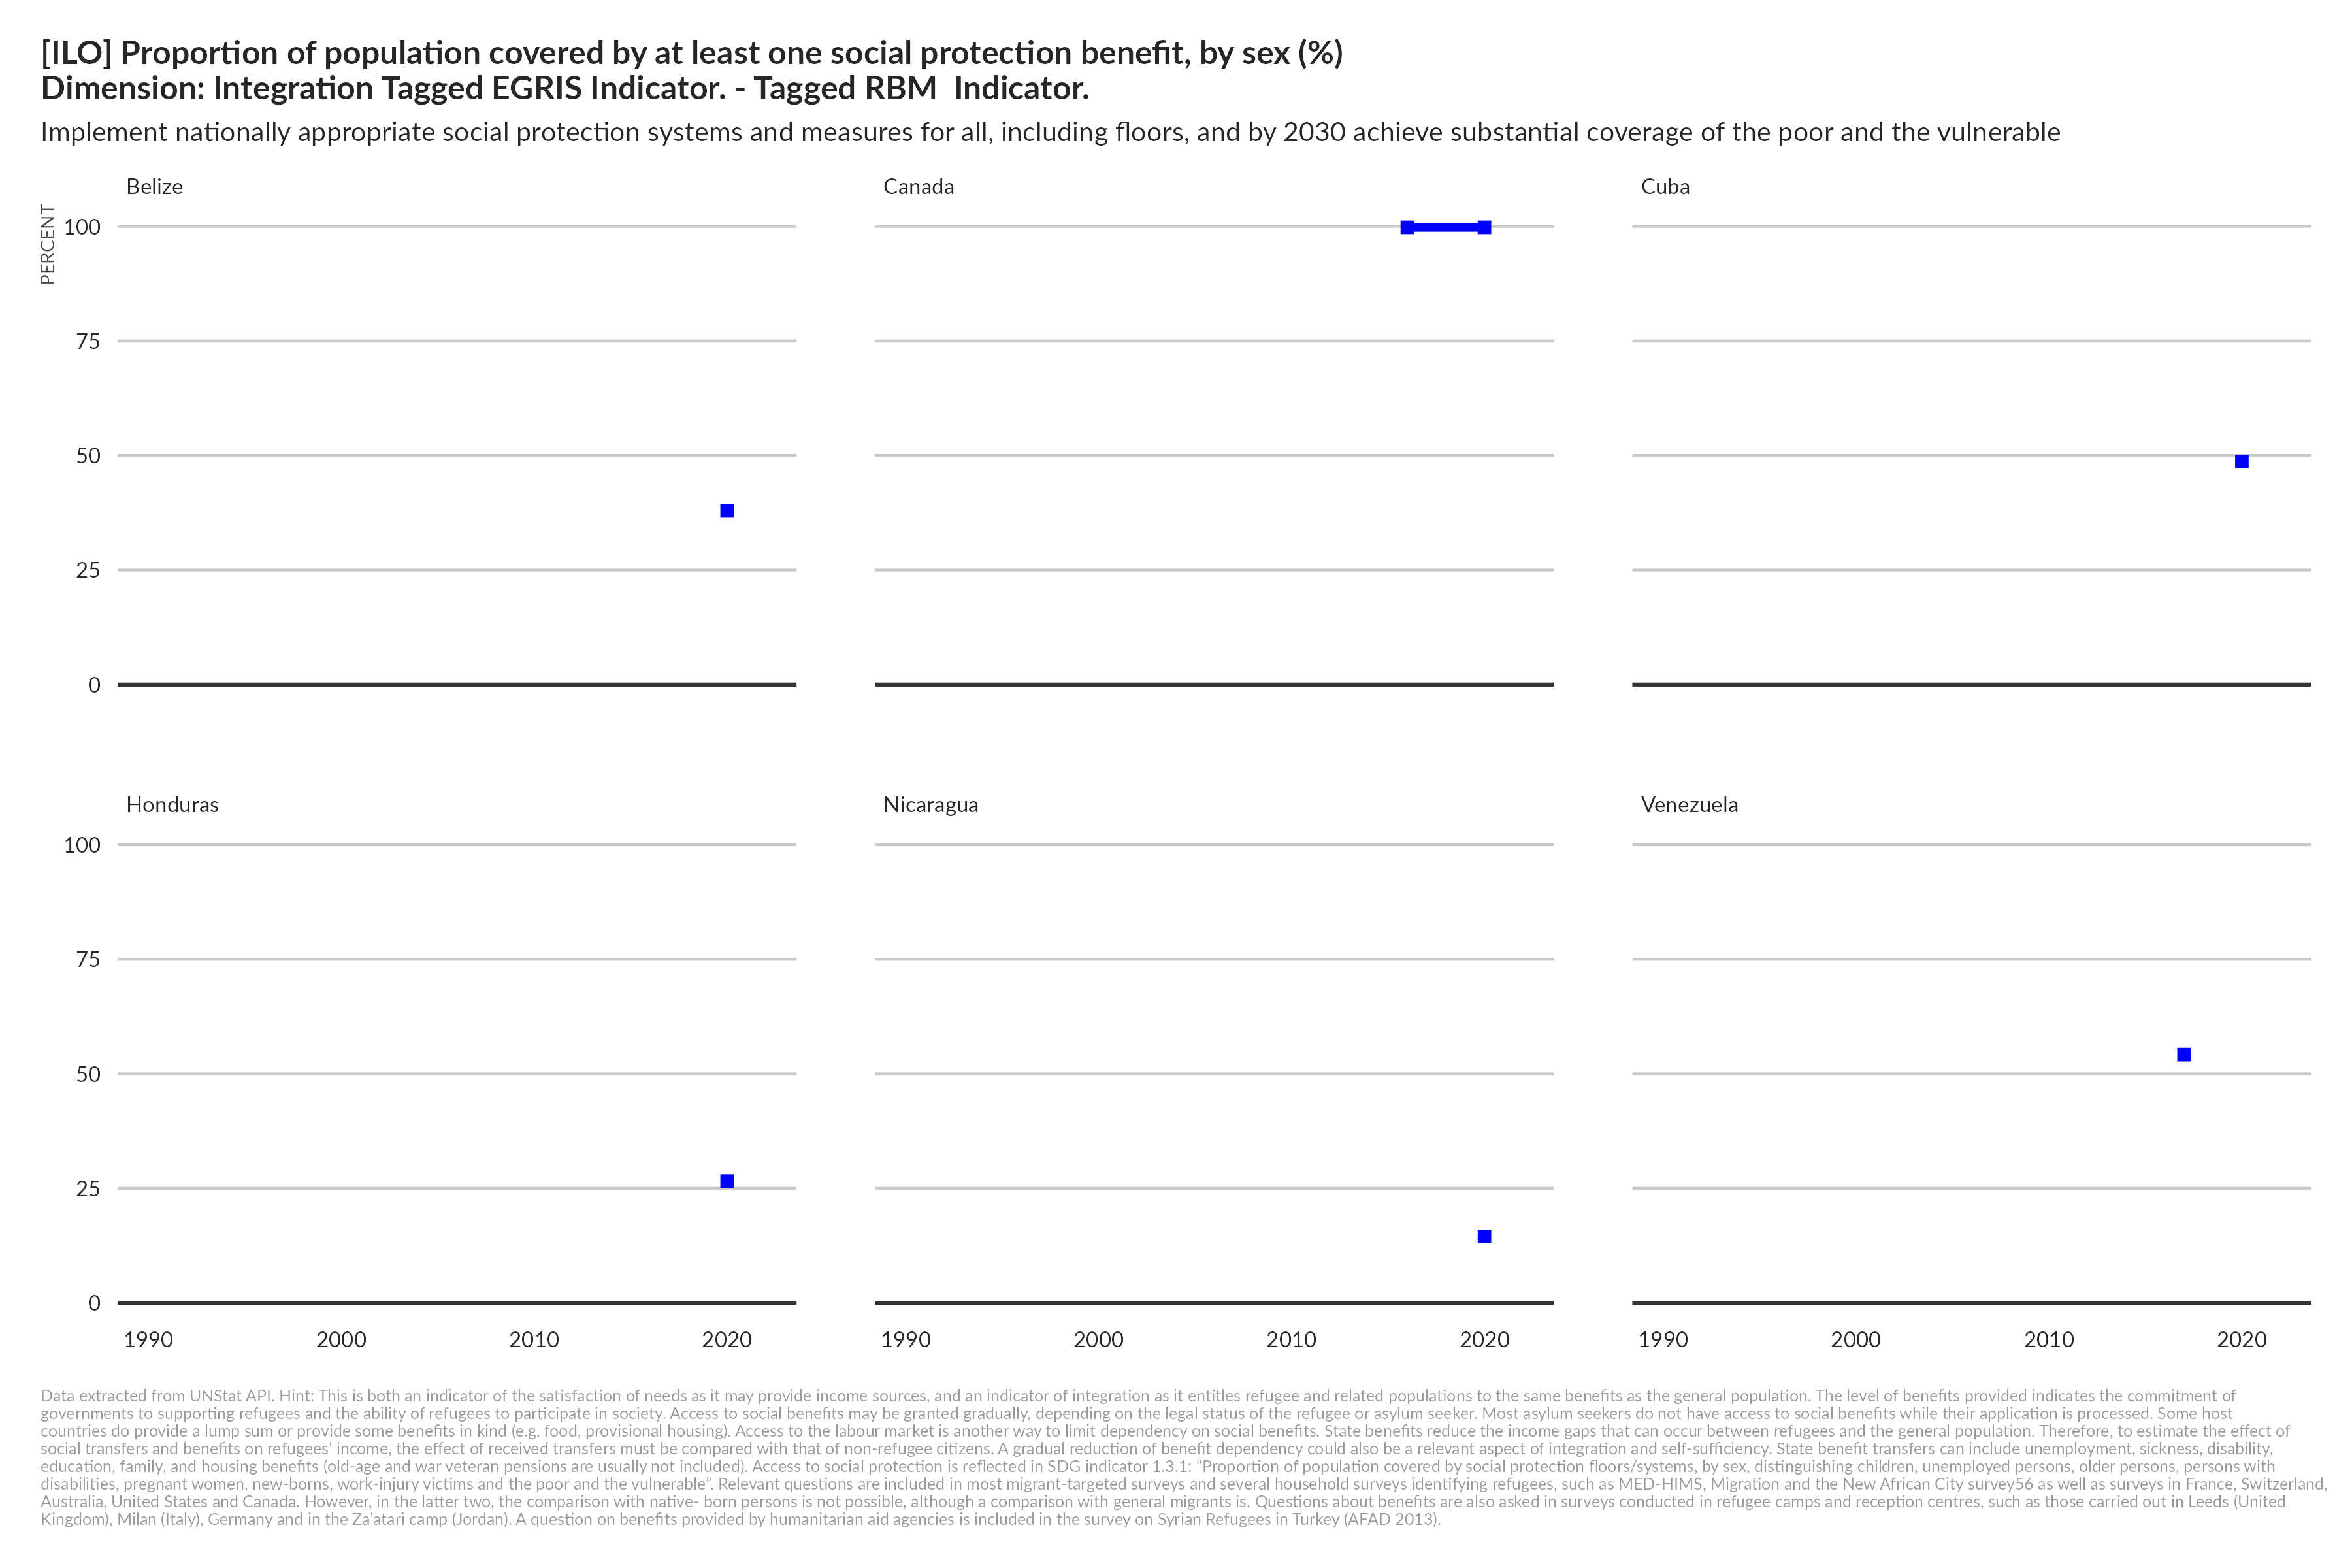 [ILO] Proportion of population covered by at least one social protection benefit, by sex (%)
Dimension: Integration Tagged EGRIS Indicator. - Tagged RBM  Indicator.
Implement nationally appropriate social protection systems and measures for all, including floors, and by 2030 achieve substantial coverage of the poor and the vulnerable
Belize
Canada
Cuba
PERCENT
100
75
50
25
0
Honduras
Nicaragua
Venezuela
100
75
50
25
0
1990 2000 2010 2020
1990 2000 2010 2020
1990 2000 2010 2020
Data extracted from UNStat API. Hint: This is both an indicator of the satisfaction of needs as it may provide income sources, and an indicator of integration as it entitles refugee and related populations to the same benefits as the general population. The level of benefits provided indicates the commitment of
governments to supporting refugees and the ability of refugees to participate in society. Access to social benefits may be granted gradually, depending on the legal status of the refugee or asylum seeker. Most asylum seekers do not have access to social benefits while their application is processed. Some host
countries do provide a lump sum or provide some benefits in kind (e.g. food, provisional housing). Access to the labour market is another way to limit dependency on social benefits. State benefits reduce the income gaps that can occur between refugees and the general population. Therefore, to estimate the effect of
social transfers and benefits on refugees' income, the effect of received transfers must be compared with that of non-refugee citizens. A gradual reduction of benefit dependency could also be a relevant aspect of integration and self-sufficiency. State benefit transfers can include unemployment, sickness, disability,
education, family, and housing benefits (old-age and war veteran pensions are usually not included). Access to social protection is reflected in SDG indicator 1.3.1: “Proportion of population covered by social protection floors/systems, by sex, distinguishing children, unemployed persons, older persons, persons with
disabilities, pregnant women, new-borns, work-injury victims and the poor and the vulnerable”. Relevant questions are included in most migrant-targeted surveys and several household surveys identifying refugees, such as MED-HIMS, Migration and the New African City survey56 as well as surveys in France, Switzerland,
Australia, United States and Canada. However, in the latter two, the comparison with native- born persons is not possible, although a comparison with general migrants is. Questions about benefits are also asked in surveys conducted in refugee camps and reception centres, such as those carried out in Leeds (United
Kingdom), Milan (Italy), Germany and in the Za'atari camp (Jordan). A question on benefits provided by humanitarian aid agencies is included in the survey on Syrian Refugees in Turkey (AFAD 2013).